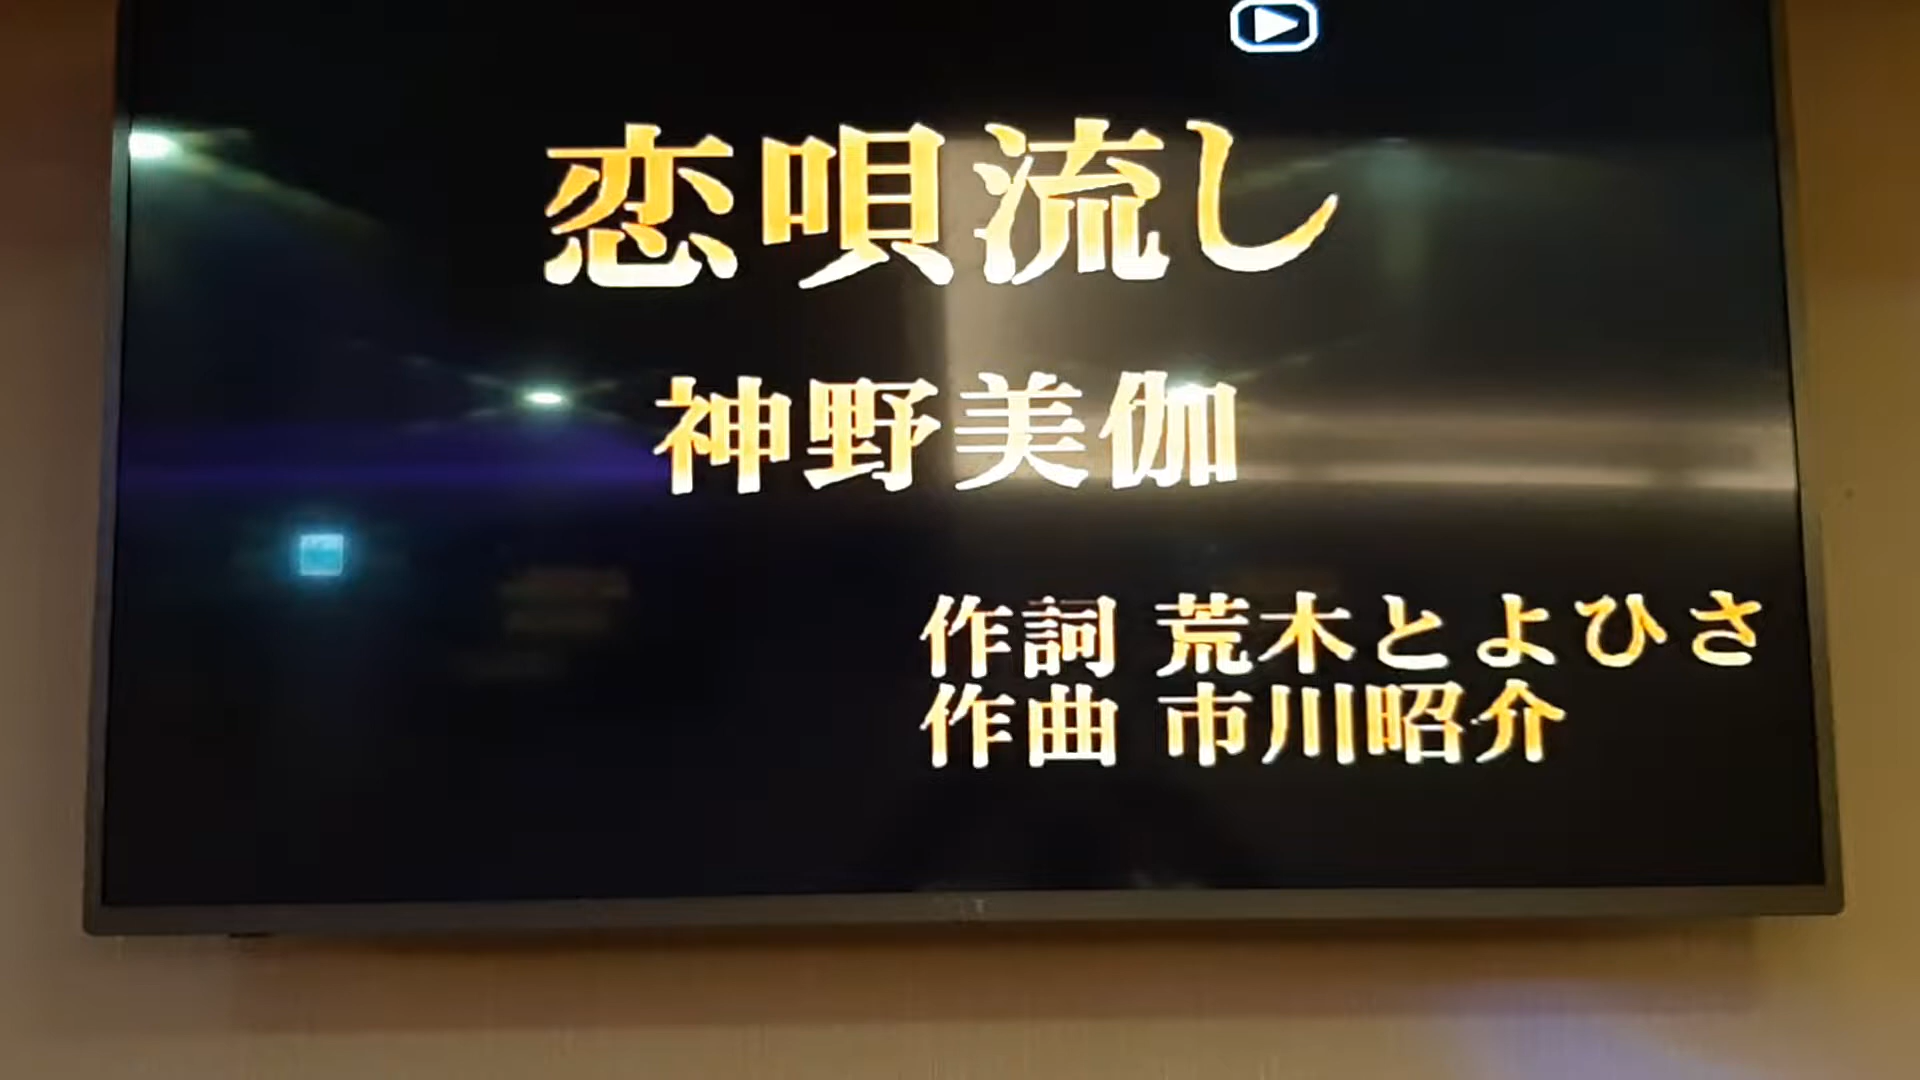 恋唄流し
神野美伽
作詞 荒木とよひさ
作曲 市川昭介